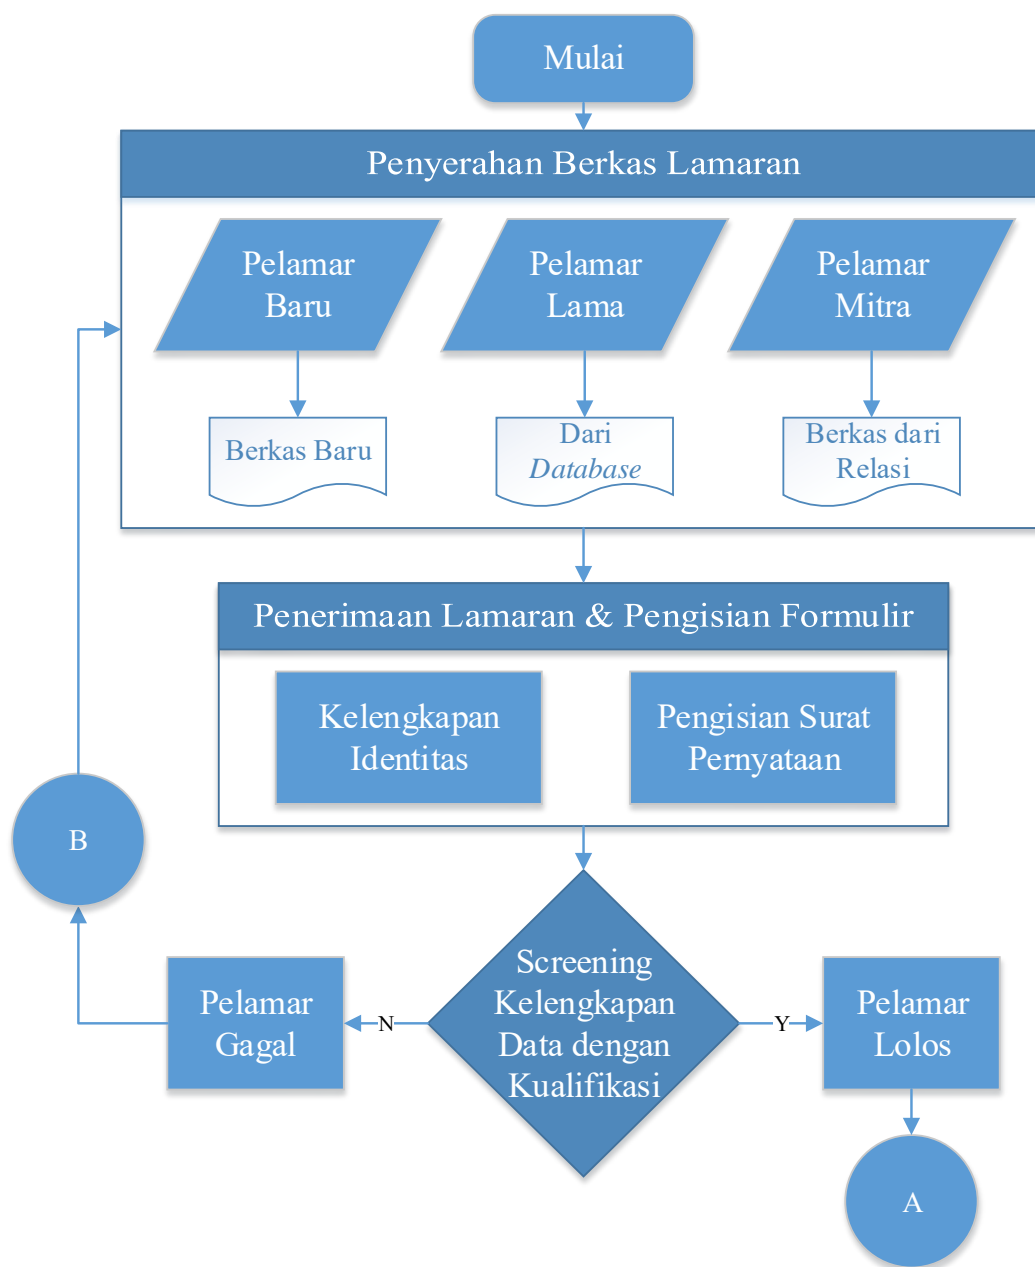 Mulai
Penyerahan Berkas Lamaran
Pelamar
Baru
Pelamar
Lama
Pelamar
Mitra
Berkas Baru
Dari
Database
Berkas dari
Relasi
Penerimaan Lamaran & Pengisian Formulir
Kelengkapan
Identitas
Pengisian Surat
Pernyataan
B
Screening
Kelengkapan
Data dengan
Kualifikasi
Pelamar
Gagal
N
Y
Pelamar
Lolos
A